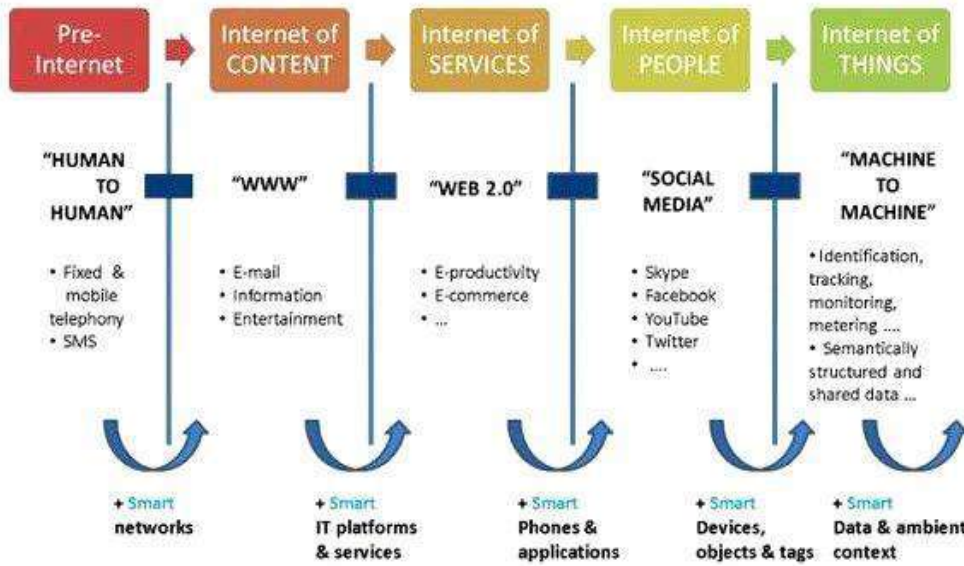 Pre-
Internet
Internet of
CONTENT
Internet of
SERVICES
Internet of
PEOPLE
Internet of
THINGS
“HUMAN
TO
HUMAN”
“WWW”
“WEB 2.0”
“SOCIAL
MEDIA”
“MACHINE
TO
MACHINE”
• Fixed &
mobile
telephony
• SMS
• E-mail
• Information
• Entertainment
• E-productivity
• E-commerce
• ...
• Skype
• Facebook
• YouTube
• Twitter
• ....
• Identification,
tracking,
monitoring,
metering ....
• Semantically
structured and
shared data ...
+ Smart
networks
+ Smart
IT platforms
& services
+ Smart
Phones &
applications
+ Smart
Devices,
objects & tags
+ Smart
Data & ambient
context